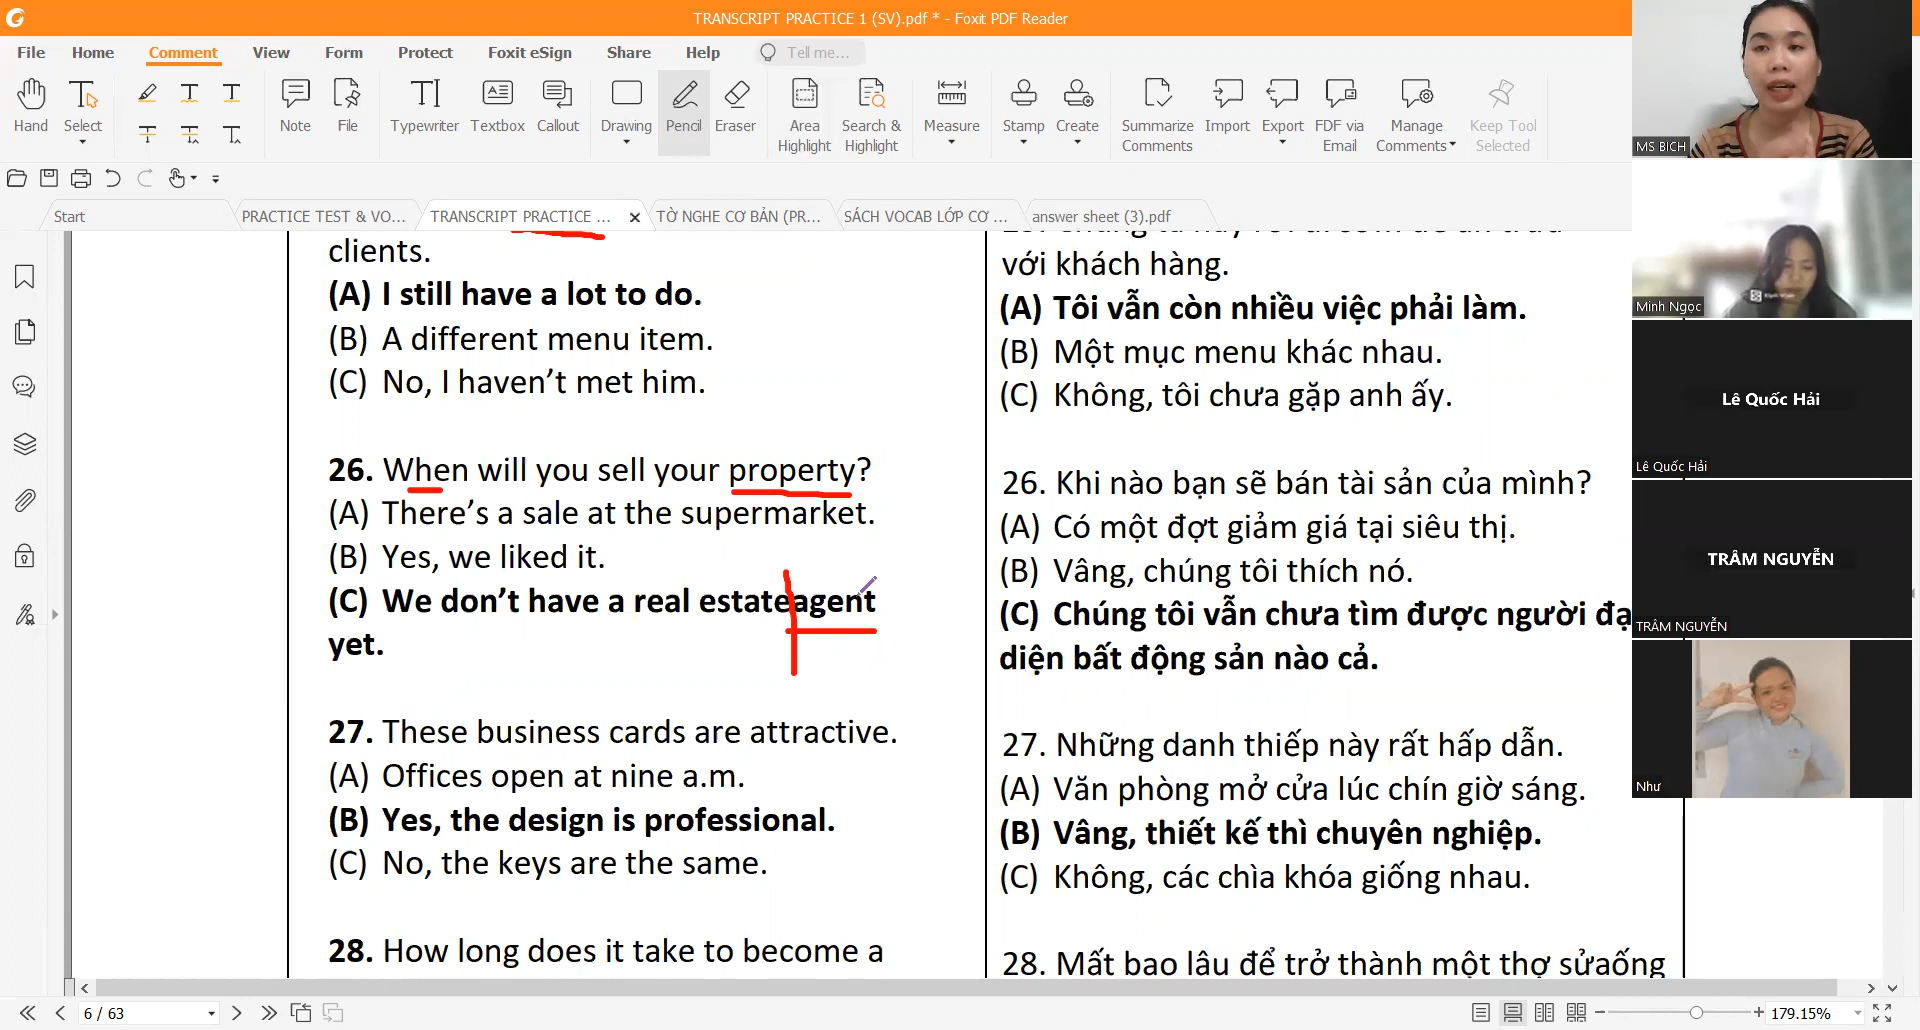 TRANSCRIPT PRACTICE 1 (SV).pdf * - Foxit PDF Reader
File Home Comment View Form Protect Foxit eSign Share Help Tell me...
Hand Select Note File Typewriter Textbox Callout Drawing Pencil Eraser Area Highlight Search & Highlight Measure Stamp Create Summarize Comments Import Export FDF via Email Manage Comments Keep Tool Selected
Start PRACTICE TEST & VO... TRANSCRIPT PRACTICE ... TỜ NGHE CƠ BẢN (PR... SÁCH VOCAB LỚP CƠ ... answer sheet (3).pdf
clients.
(A) I still have a lot to do.
(B) A different menu item.
(C) No, I haven’t met him.
26. When will you sell your property?
(A) There’s a sale at the supermarket.
(B) Yes, we liked it.
(C) We don’t have a real estate agent
yet.
27. These business cards are attractive.
(A) Offices open at nine a.m.
(B) Yes, the design is professional.
(C) No, the keys are the same.
28. How long does it take to become a
với khách hàng.
(A) Tôi vẫn còn nhiều việc phải làm.
(B) Một mục menu khác nhau.
(C) Không, tôi chưa gặp anh ấy.
26. Khi nào bạn sẽ bán tài sản của mình?
(A) Có một đợt giảm giá tại siêu thị.
(B) Vâng, chúng tôi thích nó.
(C) Chúng tôi vẫn chưa tìm được người đạ
diện bất động sản nào cả.
27. Những danh thiếp này rất hấp dẫn.
(A) Văn phòng mở cửa lúc chín giờ sáng.
(B) Vâng, thiết kế thì chuyên nghiệp.
(C) Không, các chìa khóa giống nhau.
28. Mất bao lâu để trở thành một thợ sửaống
MS BICH
Minh Ngọc
Lê Quốc Hải
Lê Quốc Hải
TRÂM NGUYỄN
TRÂM NGUYỄN
Như
6 / 63
179.15%